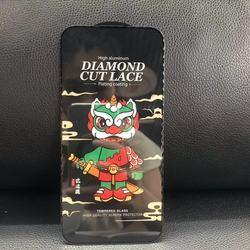 High aluminum
DIAMOND
CUT LACE
Plating coating
TEMPERED GLASS
HIGH QUALITY SCREEN PROTECTOR